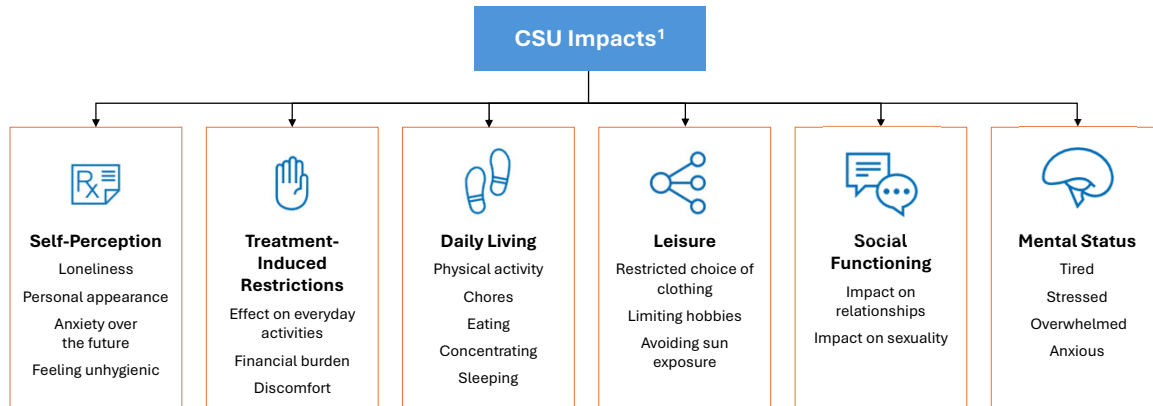 CSU Impacts¹
Rx
Self-Perception
Loneliness
Personal appearance
Anxiety over
the future
Feeling unhygienic
Treatment-
Induced
Restrictions
Effect on everyday
activities
Financial burden
Discomfort
Daily Living
Physical activity
Chores
Eating
Concentrating
Sleeping
Leisure
Restricted choice of
clothing
Limiting hobbies
Avoiding sun
exposure
Social
Functioning
Impact on
relationships
Impact on sexuality
Mental Status
Tired
Stressed
Overwhelmed
Anxious